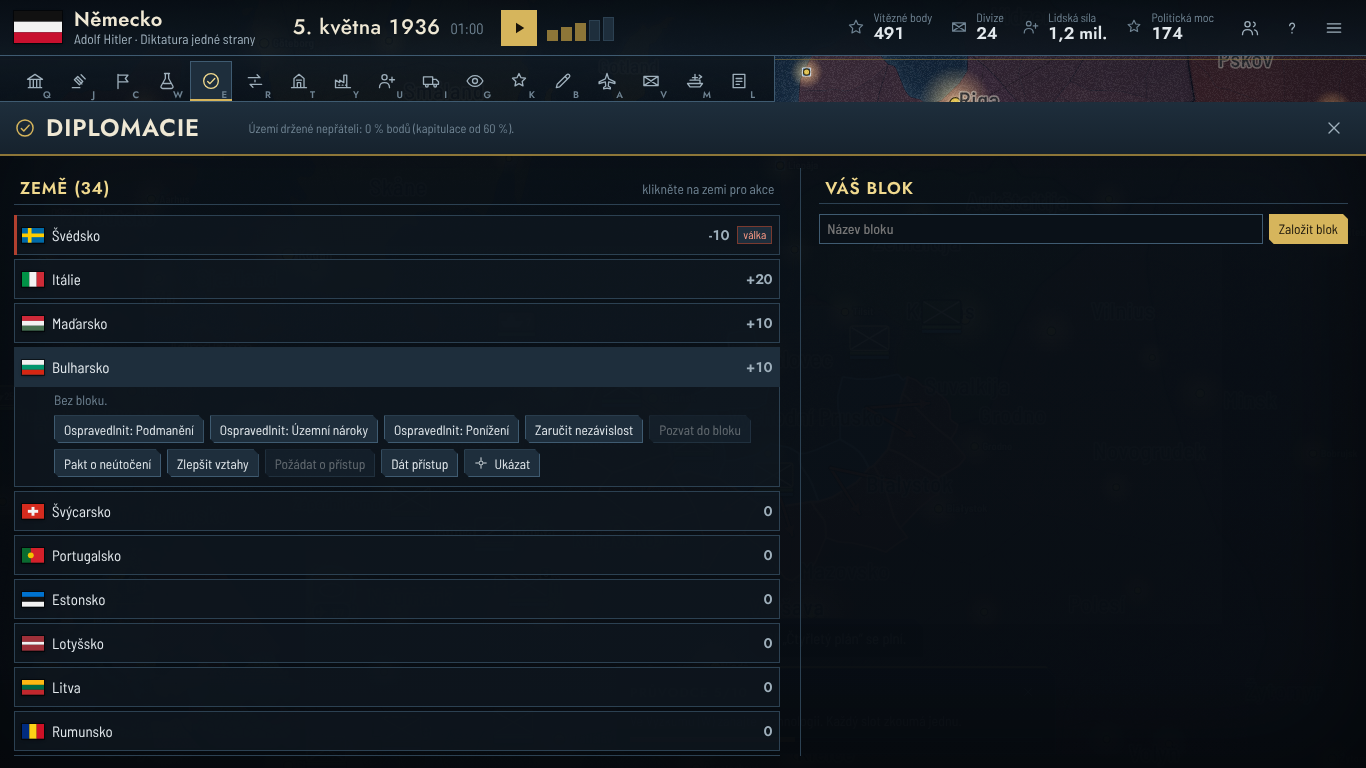 Německo
Adolf Hitler · Diktatura jedné strany
5. května 1936 01:00
Vítězné body
491
Divize
24
Lidská síla
1,2 mil.
Politická moc
174
?
Q J C W E R T Y U I G K B A V M L
Pskov
Riga
DIPLOMACIE
Území držené nepřáteli: 0 % bodů (kapitulace od 60 %).
ZEMĚ (34)
klikněte na zemi pro akce
Švédsko -10 válka
Itálie +20
Maďarsko +10
Bulharsko +10
Bez bloku.
Ospravedlnit: Podmanění Ospravedlnit: Územní nároky Ospravedlnit: Ponížení Zaručit nezávislost Pozvat do bloku
Pakt o neútočení Zlepšit vztahy Požádat o přístup Dát přístup Ukázat
Švýcarsko 0
Portugalsko 0
Estonsko 0
Lotyšsko 0
Litva 0
Rumunsko 0
VÁŠ BLOK
Název bloku
Založit blok